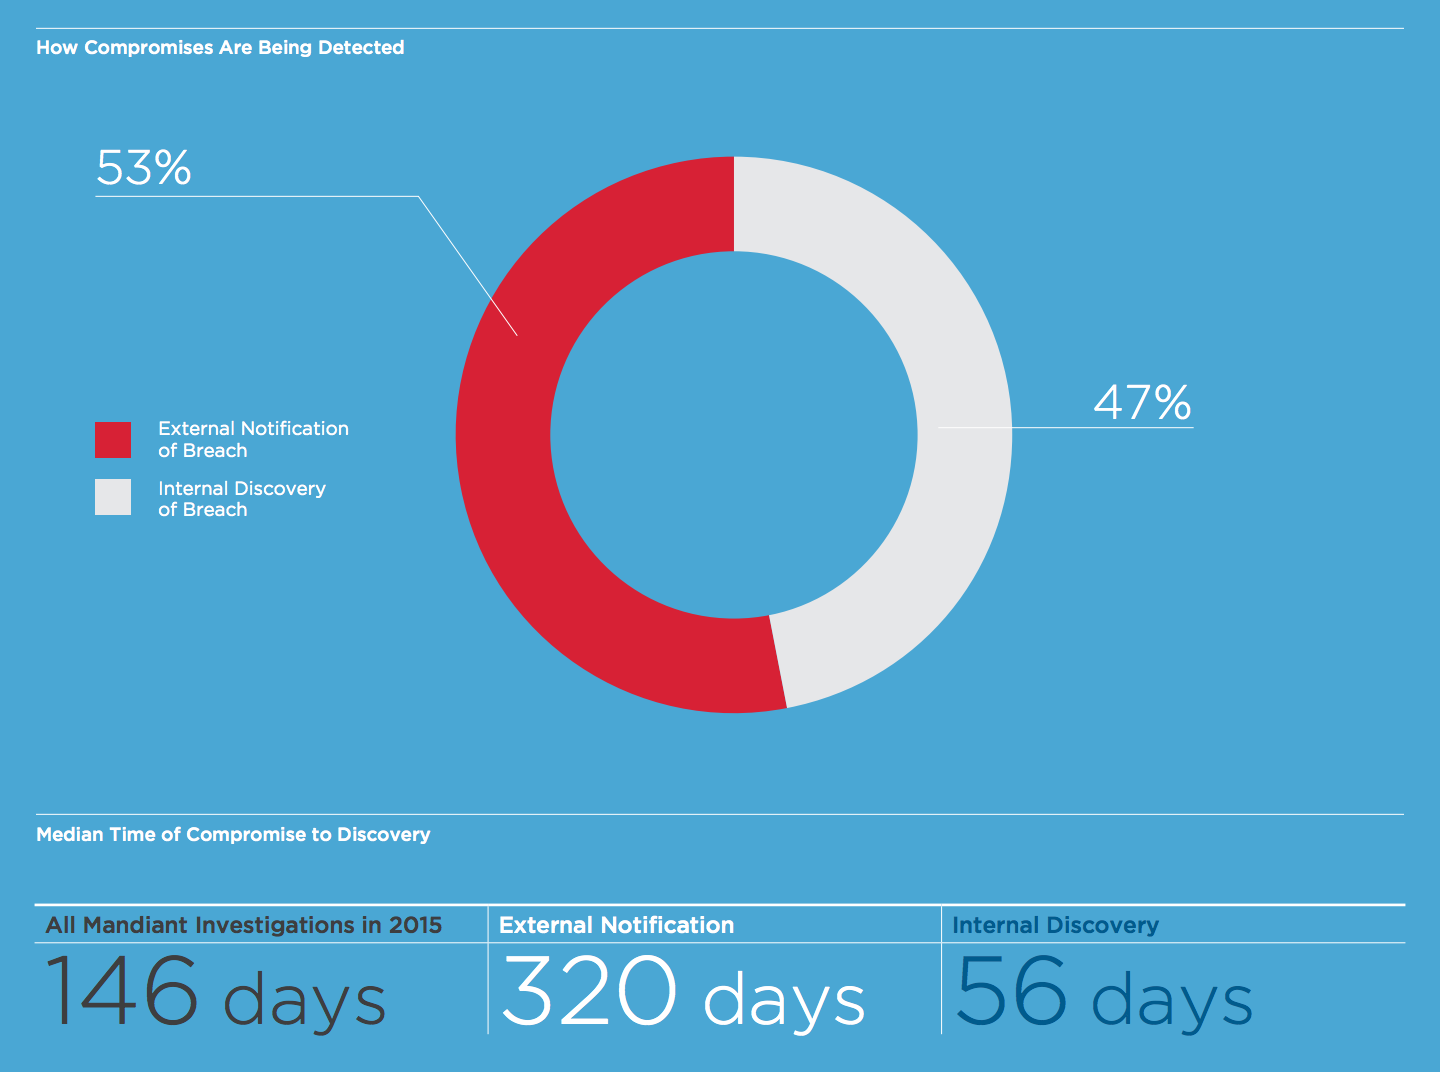 How Compromises Are Being Detected
53%
47%
External Notification
of Breach
Internal Discovery
of Breach
Median Time of Compromise to Discovery
All Mandiant Investigations in 2015
146 days
External Notification
320 days
Internal Discovery
56 days